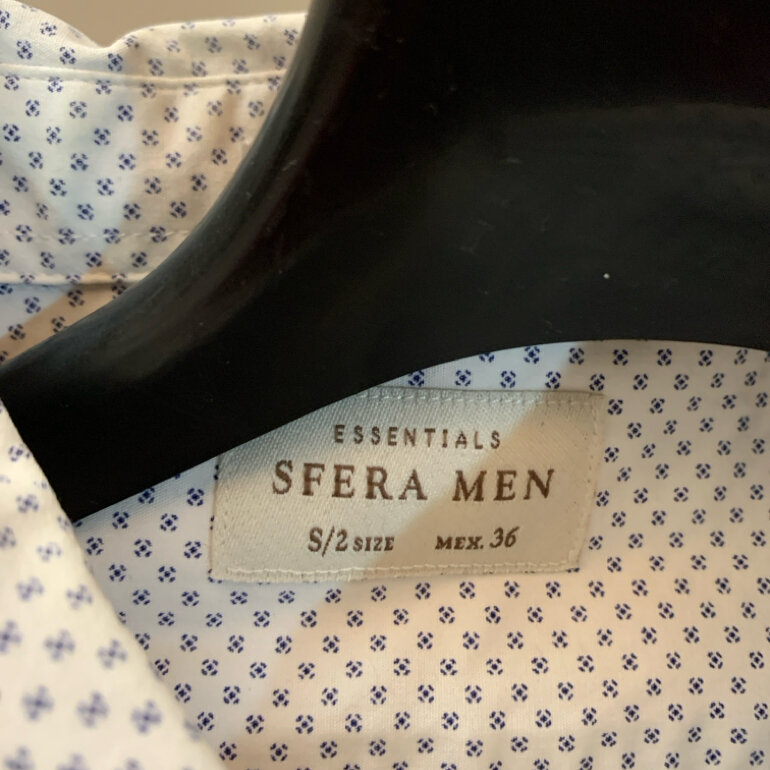 ESSENTIALS
SFERA MEN
S/2 SIZE MEX. 36